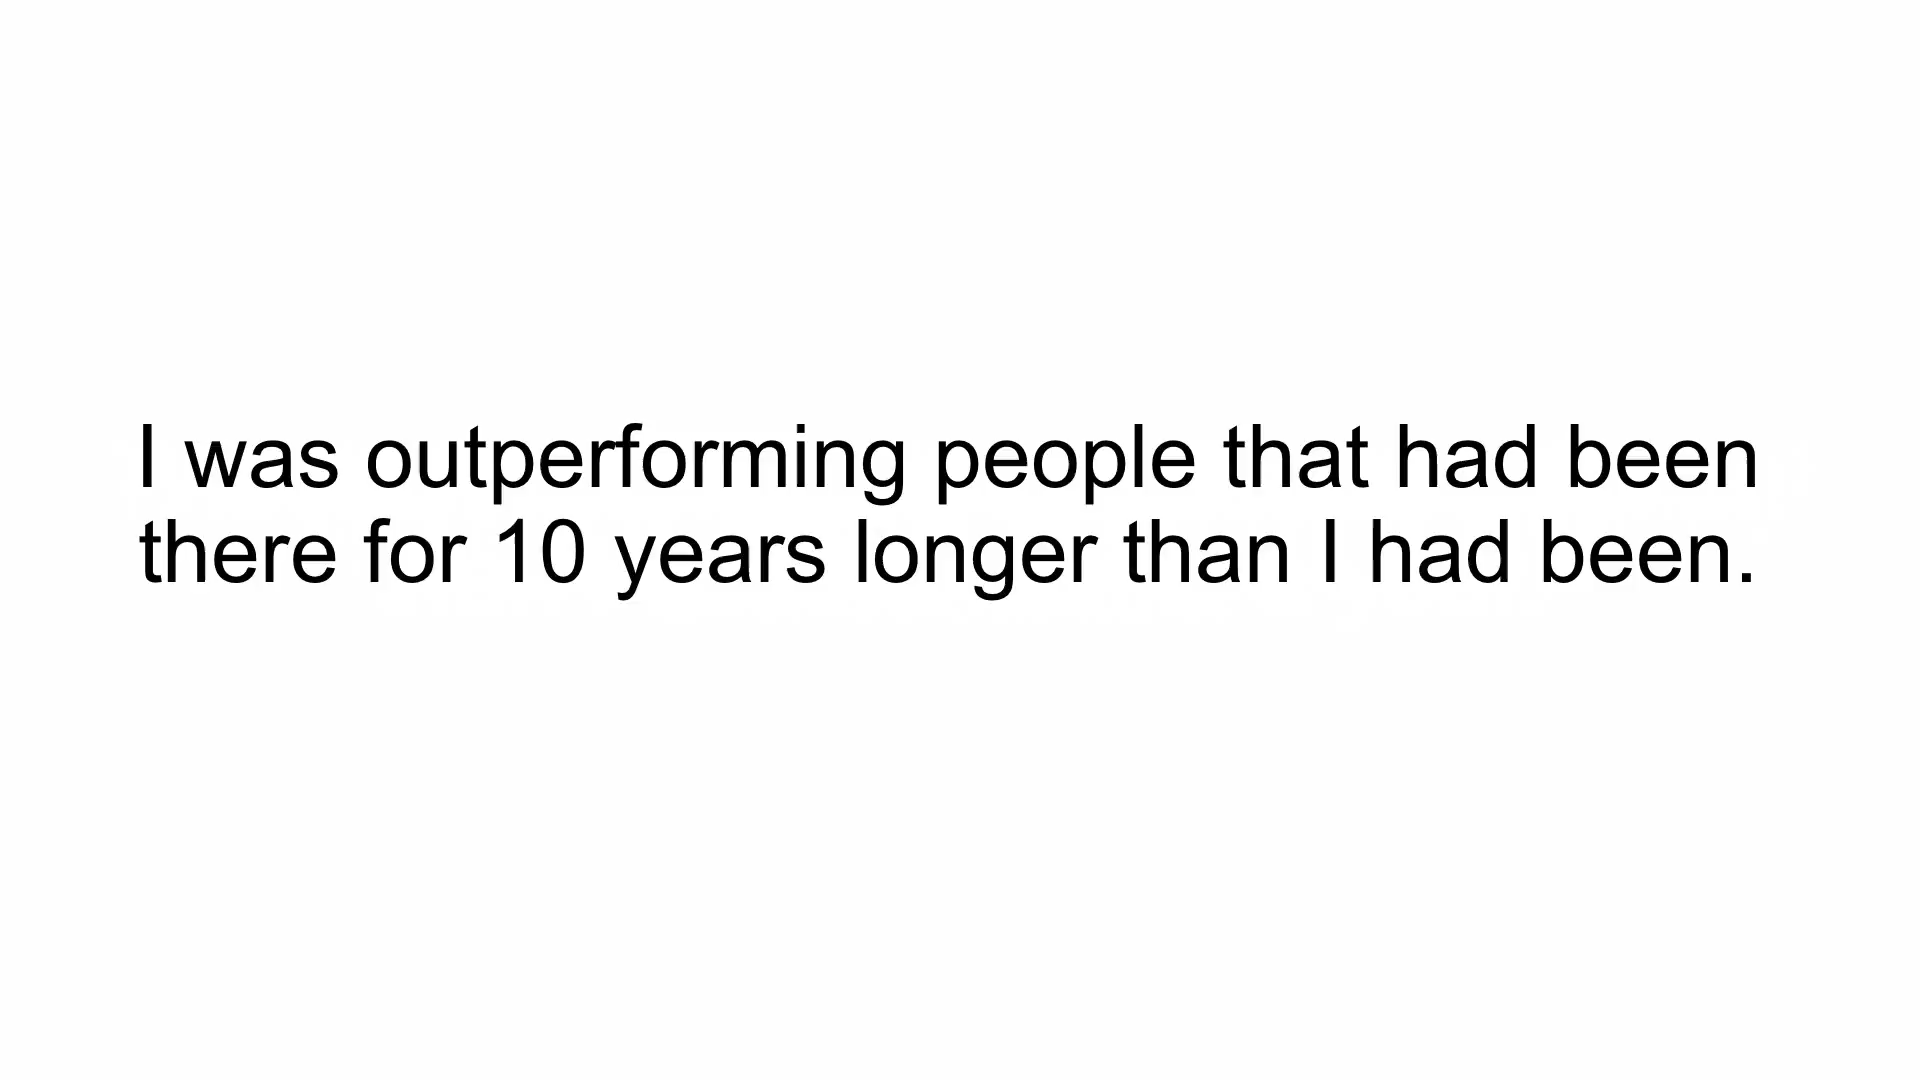 I was outperforming people that had been
there for 10 years longer than I had been.